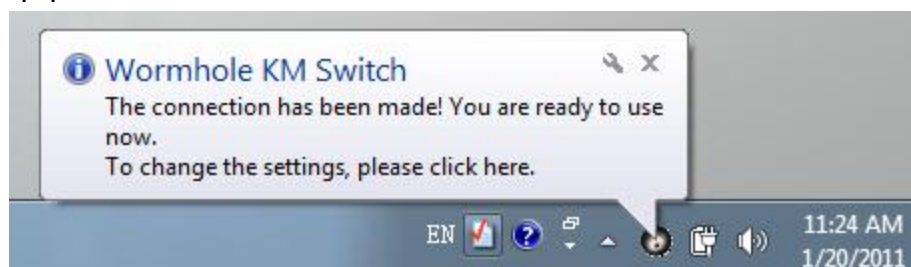 Wormhole KM Switch
The connection has been made! You are ready to use
now.
To change the settings, please click here.
EN
11:24 AM
1/20/2011